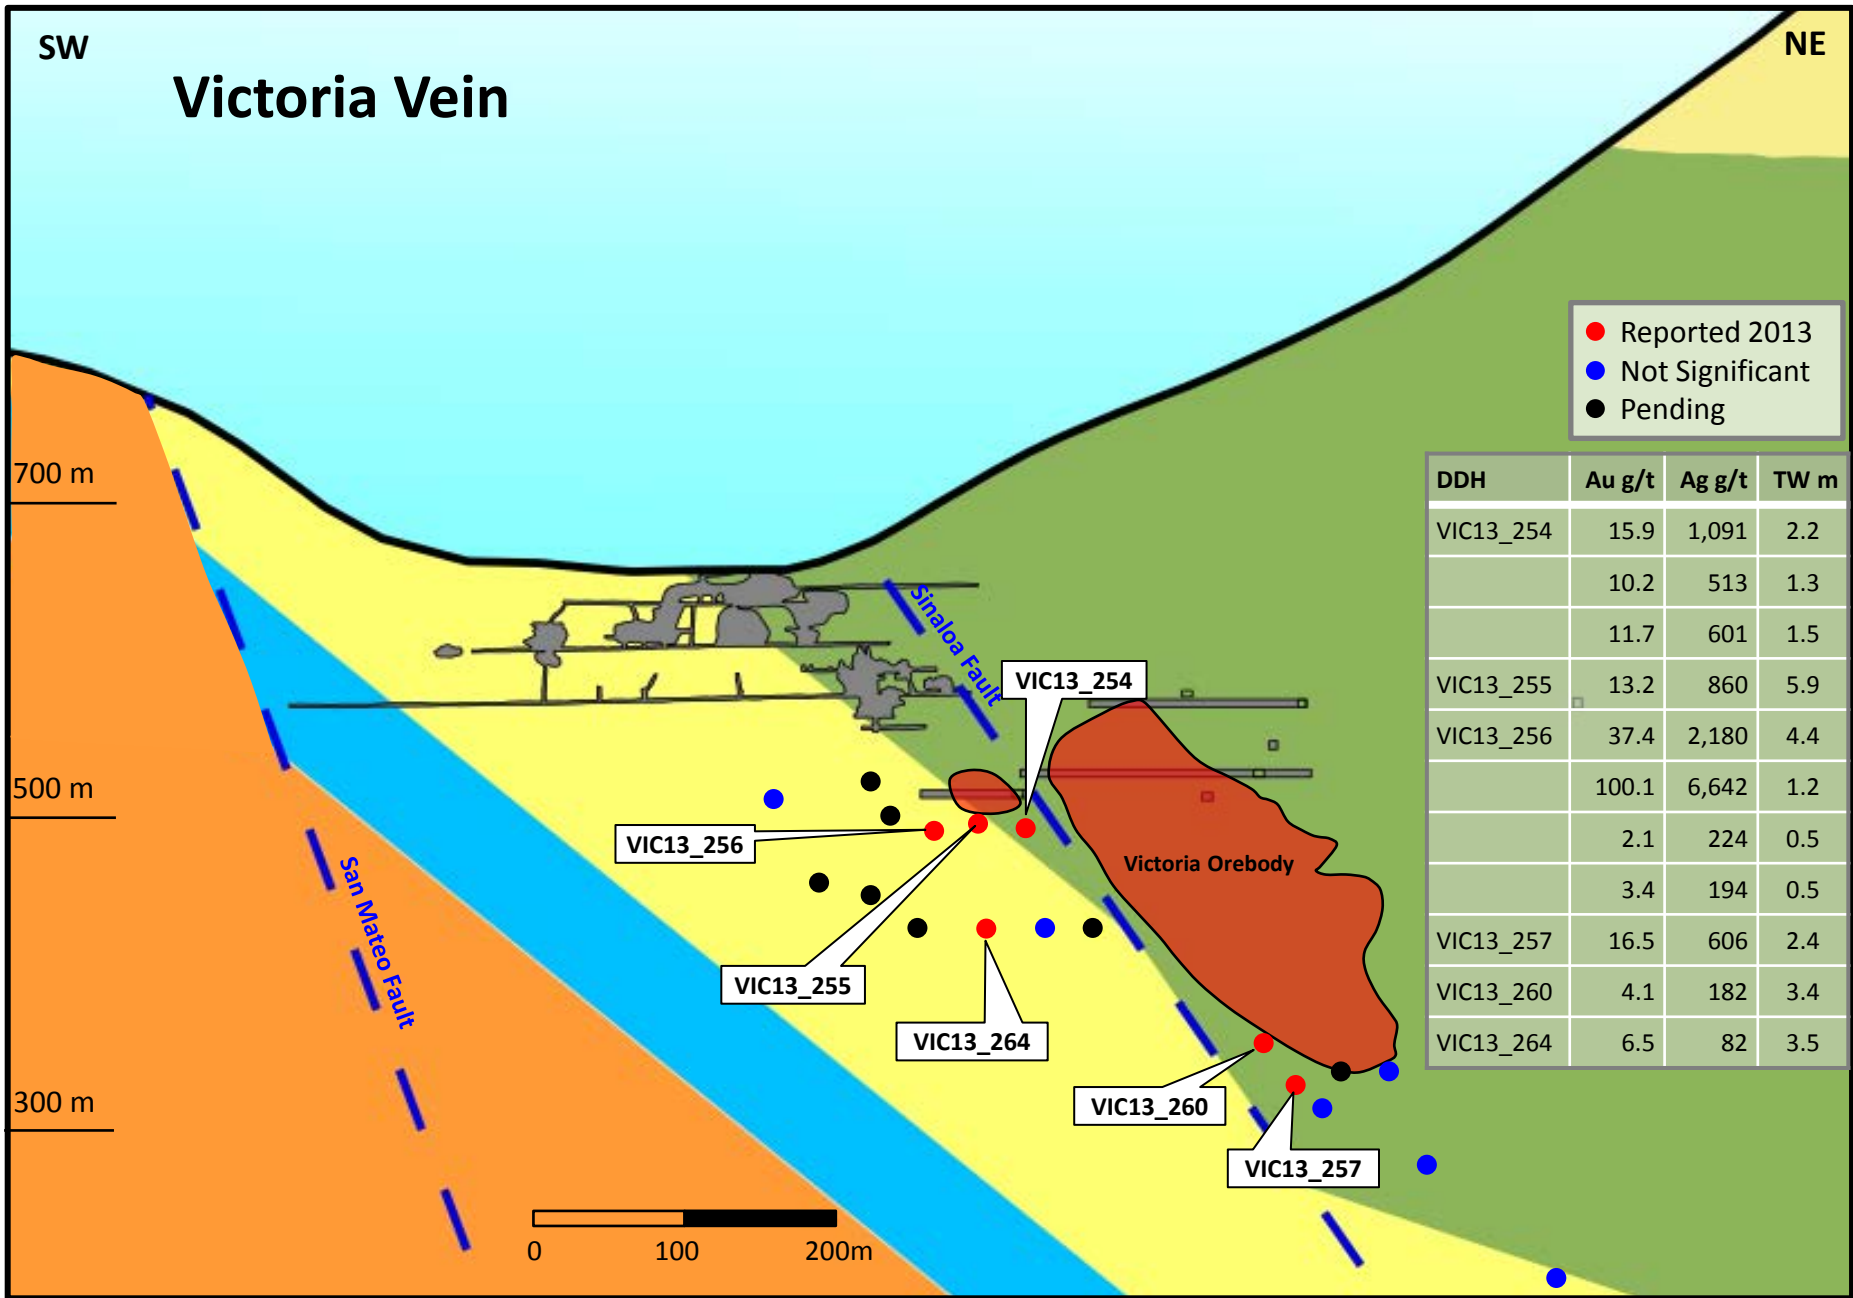 SW
NE
Victoria Vein
Reported 2013
Not Significant
Pending
700 m
500 m
300 m
DDH Au g/t Ag g/t TW m
VIC13_254 15.9 1,091 2.2
10.2 513 1.3
11.7 601 1.5
VIC13_255 13.2 860 5.9
VIC13_256 37.4 2,180 4.4
100.1 6,642 1.2
2.1 224 0.5
3.4 194 0.5
VIC13_257 16.5 606 2.4
VIC13_260 4.1 182 3.4
VIC13_264 6.5 82 3.5
Sinaloa Fault
VIC13_254
VIC13_256
Victoria Orebody
San Mateo Fault
VIC13_255
VIC13_264
VIC13_260
VIC13_257
0 100 200m